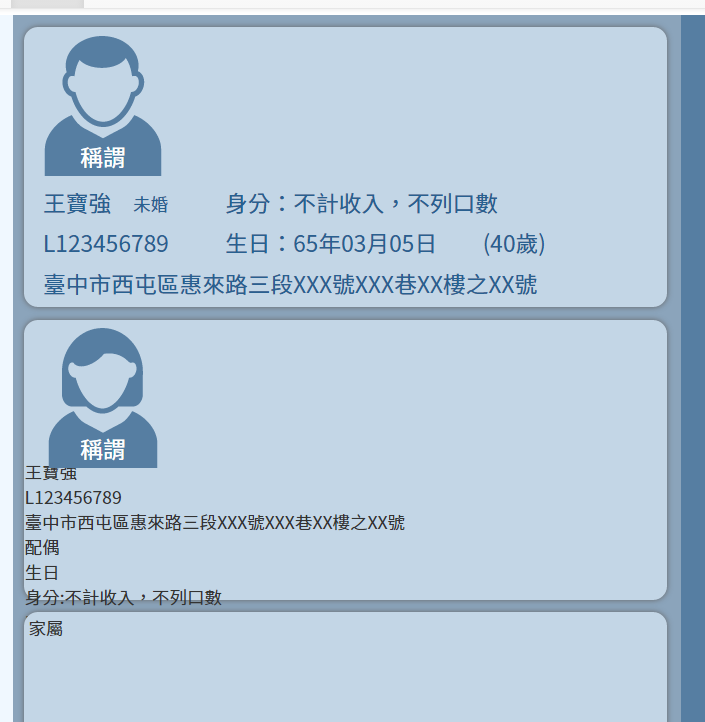 稱謂
王寶強 未婚 身分：不計收入，不列口數
L123456789 生日：65年03月05日 (40歲)
臺中市西屯區惠來路三段XXX號XXX巷XX樓之XX號
稱謂
王寶強
L123456789
臺中市西屯區惠來路三段XXX號XXX巷XX樓之XX號
配偶
生日
身分:不計收入，不列口數
家屬